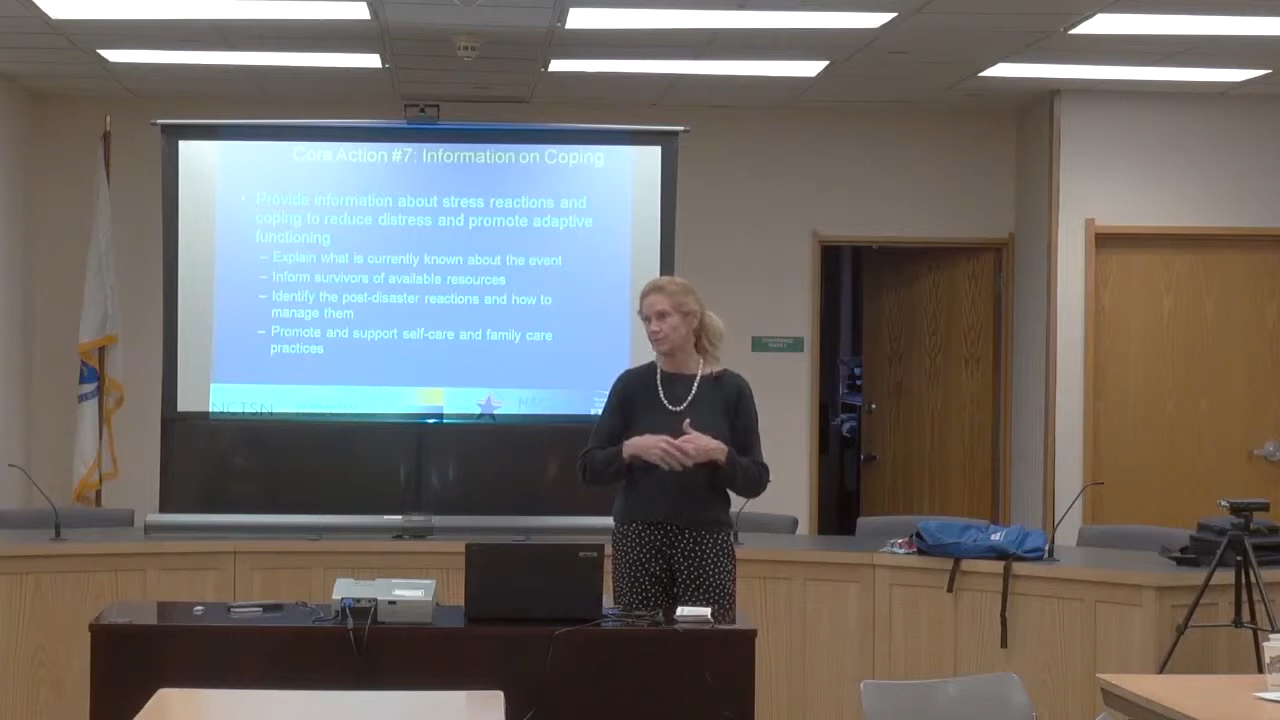 Core Action #7: Information on Coping
• Provide information about stress reactions and
coping to reduce distress and promote adaptive
functioning
– Explain what is currently known about the event
– Inform survivors of available resources
– Identify the post-disaster reactions and how to
manage them
– Promote and support self-care and family care
practices
NCTSN
CONFERENCE